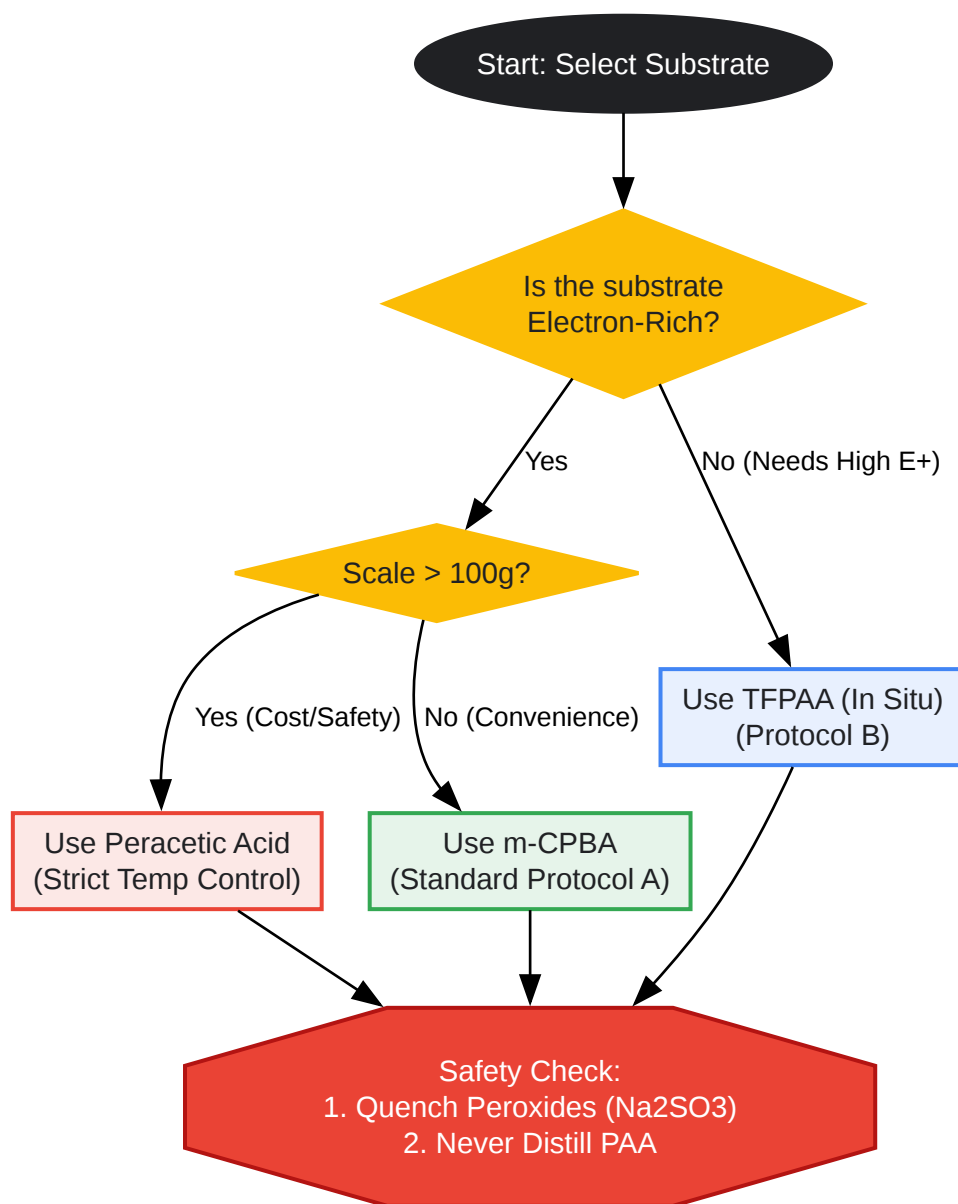 Start: Select Substrate
Is the substrate
Electron-Rich?
Yes
No (Needs High E+)
Scale > 100g?
Yes (Cost/Safety)
No (Convenience)
Use TFPAA (In Situ)
(Protocol B)
Use Peracetic Acid
(Strict Temp Control)
Use m-CPBA
(Standard Protocol A)
Safety Check:
1. Quench Peroxides (Na2SO3)
2. Never Distill PAA